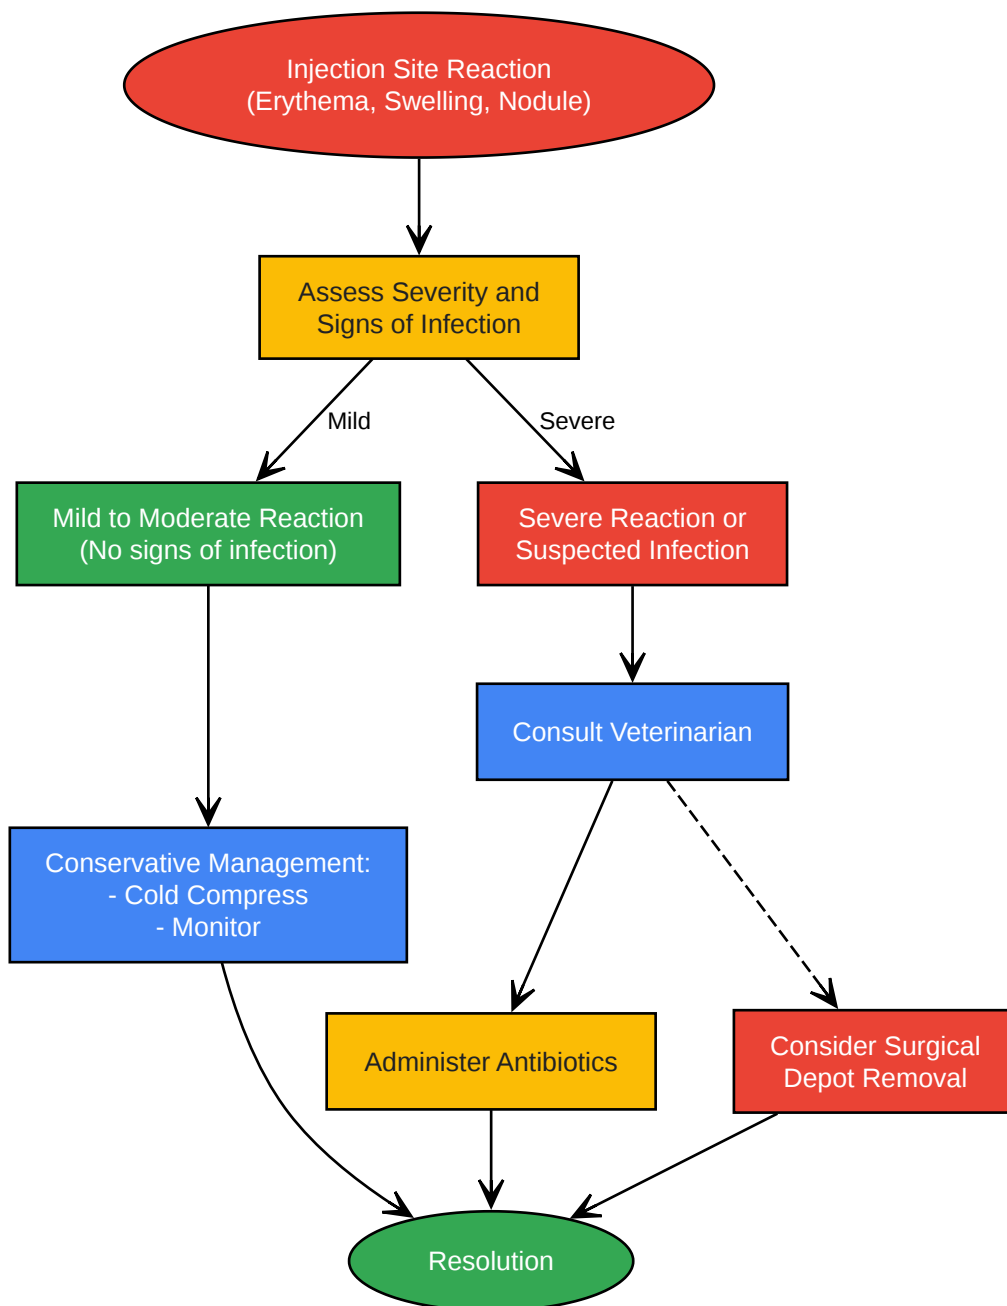 Injection Site Reaction
(Erythema, Swelling, Nodule)
Assess Severity and
Signs of Infection
Mild
Severe
Mild to Moderate Reaction
(No signs of infection)
Severe Reaction or
Suspected Infection
Consult Veterinarian
Conservative Management:
- Cold Compress
- Monitor
Administer Antibiotics
Consider Surgical
Depot Removal
Resolution